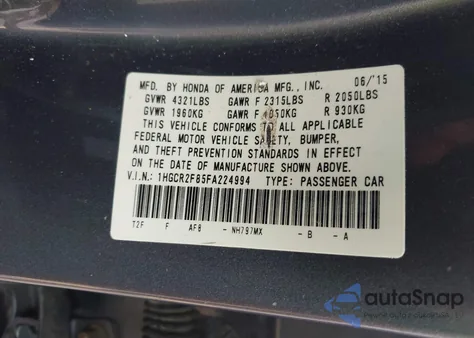 MFD. BY HONDA OF AMERICA MFG., INC. 06/'15
GVWR 4321LBS GAWR F 2315LBS R 2050LBS
GVWR 1960KG GAWR F 1050KG R 930KG
THIS VEHICLE CONFORMS TO ALL APPLICABLE
FEDERAL MOTOR VEHICLE SAFETY, BUMPER,
AND THEFT PREVENTION STANDARDS IN EFFECT
ON THE DATE OF MANUFACTURE SHOWN ABOVE.
V.I.N.: 1HGCR2F85FA224994 TYPE: PASSENGER CAR
T2F F AF8 - NH797MX - B - A
autoSnap